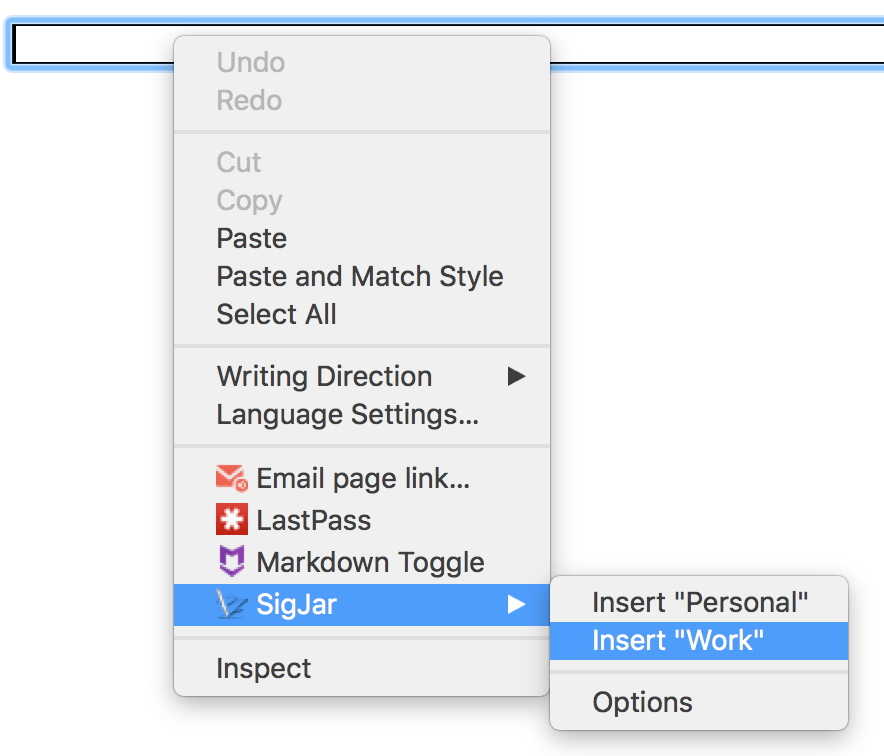 Undo
Redo
Cut
Copy
Paste
Paste and Match Style
Select All
Writing Direction
Language Settings...
Email page link...
LastPass
Markdown Toggle
SigJar
Insert "Personal"
Insert "Work"
Options
Inspect